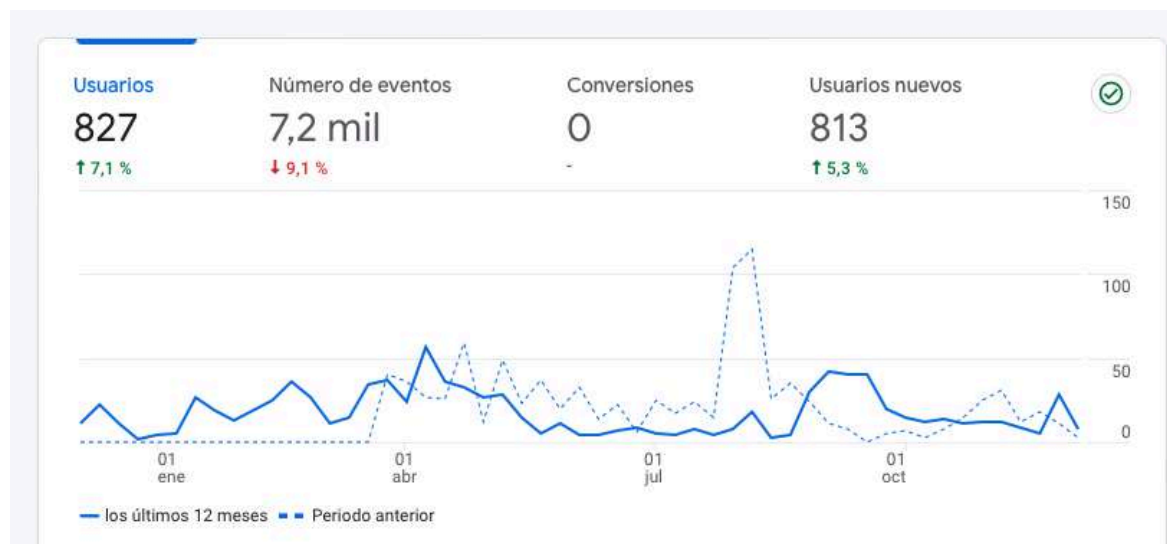 Usuarios Número de eventos Conversiones Usuarios nuevos
827 7,2 mil 0 813
↑ 7,1 % ↓ 9,1 % - ↑ 5,3 %
150
100
50
0
01 01 01 01
ene abr jul oct
los últimos 12 meses Periodo anterior